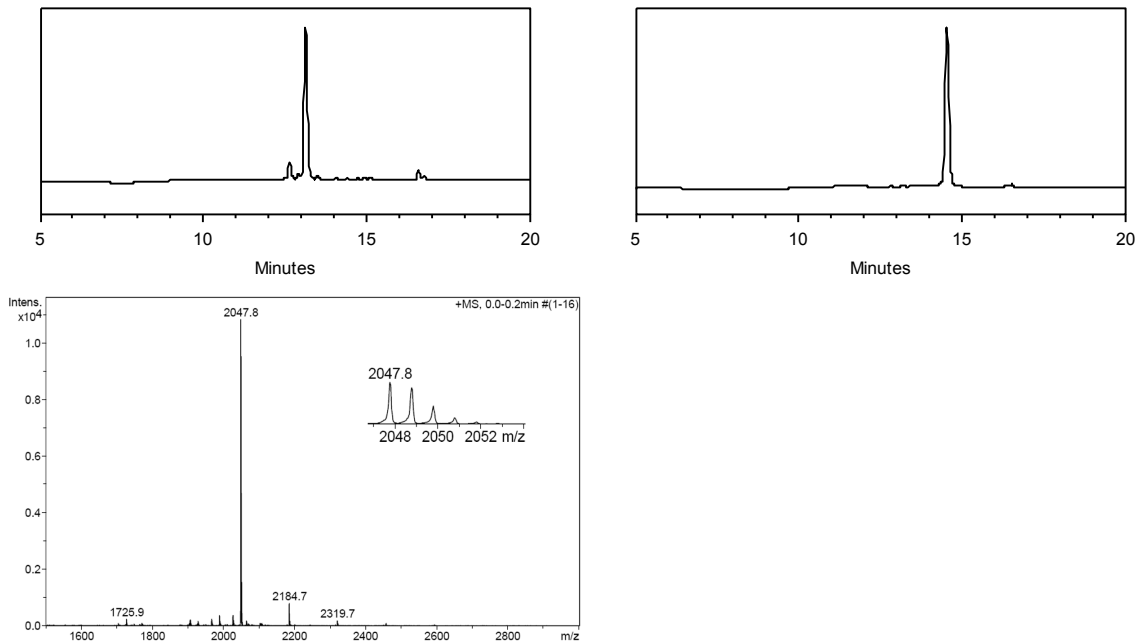 5 10 15 20
Minutes
5 10 15 20
Minutes
Intens.
x10⁴
+MS, 0.0-0.2min #(1-16)
2047.8
1.0
2047.8
0.8
2048 2050 2052 m/z
0.6
0.4
0.2
2184.7
1725.9
2319.7
0.0
1600 1800 2000 2200 2400 2600 2800 m/z